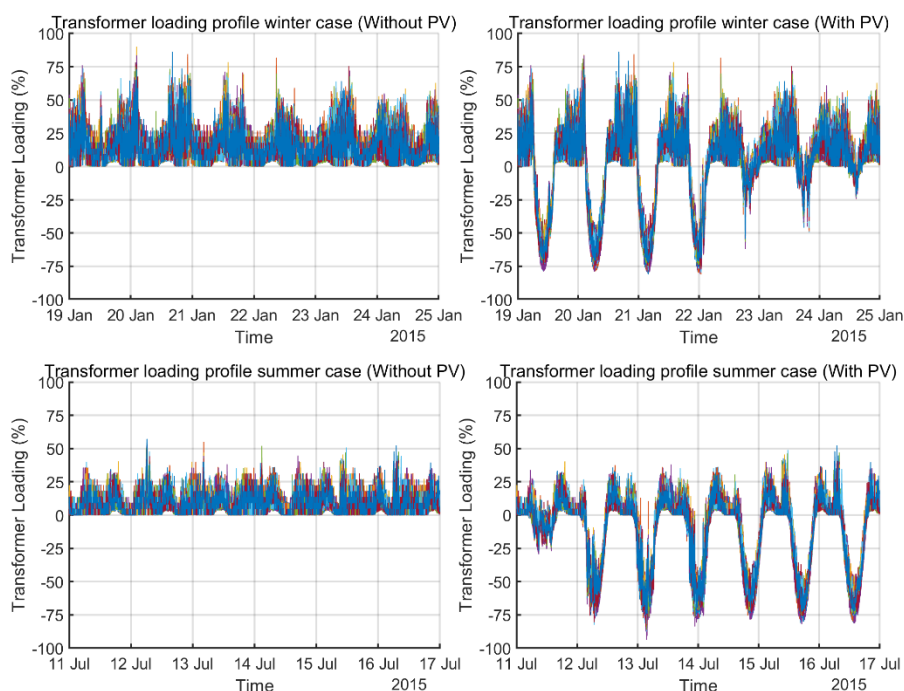 Transformer loading profile winter case (Without PV)
Transformer Loading (%)
100
75
50
25
0
-25
-50
-75
-100
19 Jan 20 Jan 21 Jan 22 Jan 23 Jan 24 Jan 25 Jan
Time
2015
Transformer loading profile winter case (With PV)
Transformer Loading (%)
100
75
50
25
0
-25
-50
-75
-100
19 Jan 20 Jan 21 Jan 22 Jan 23 Jan 24 Jan 25 Jan
Time
2015
Transformer loading profile summer case (Without PV)
Transformer Loading (%)
100
75
50
25
0
-25
-50
-75
-100
11 Jul 12 Jul 13 Jul 14 Jul 15 Jul 16 Jul 17 Jul
Time
2015
Transformer loading profile summer case (With PV)
Transformer Loading (%)
100
75
50
25
0
-25
-50
-75
-100
11 Jul 12 Jul 13 Jul 14 Jul 15 Jul 16 Jul 17 Jul
Time
2015